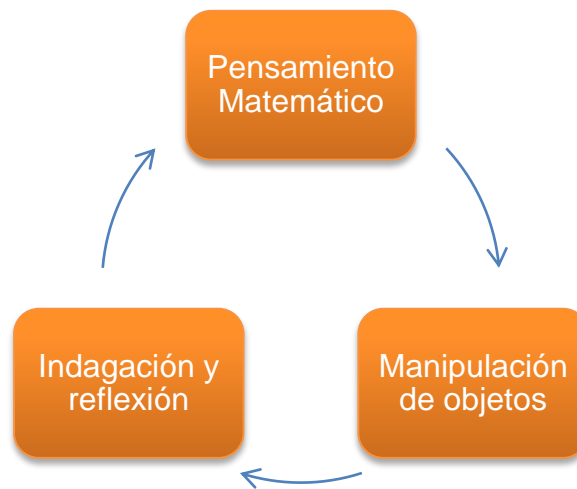 Pensamiento
Matemático
Indagación y
reflexión
Manipulación
de objetos